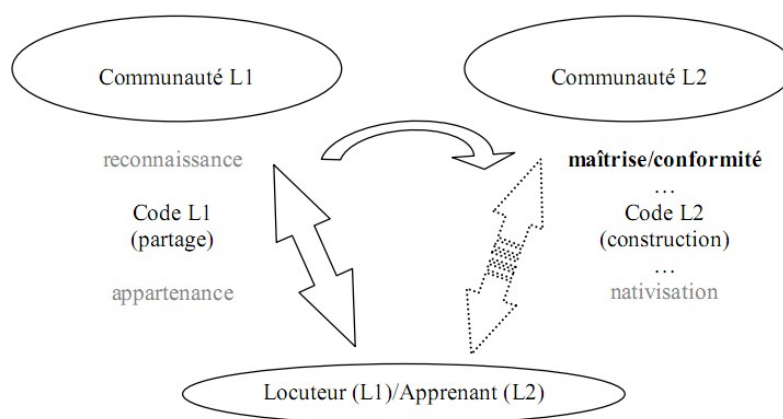 Communauté L1
Communauté L2
reconnaissance
maîtrise/conformité
…
Code L1
(partage)
Code L2
(construction)
…
appartenance
nativisation
Locuteur (L1)/Apprenant (L2)